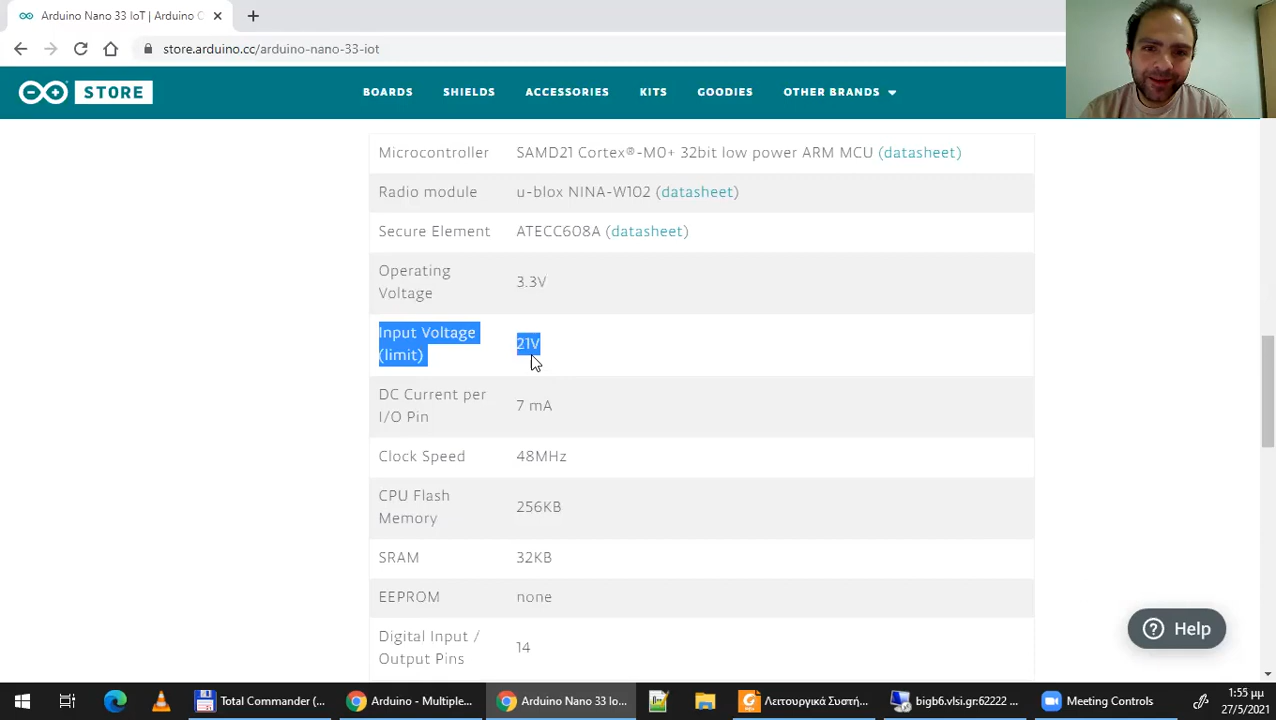 Arduino Nano 33 IoT | Arduino C
store.arduino.cc/arduino-nano-33-iot
STORE
BOARDS SHIELDS ACCESSORIES KITS GOODIES OTHER BRANDS
Microcontroller SAMD21 Cortex®-M0+ 32bit low power ARM MCU (datasheet)
Radio module u-blox NINA-W102 (datasheet)
Secure Element ATECC608A (datasheet)
Operating
Voltage
3.3V
Input Voltage
(limit)
21V
DC Current per
I/O Pin
7 mA
Clock Speed 48MHz
CPU Flash
Memory
256KB
SRAM 32KB
EEPROM none
Digital Input /
Output Pins
14
Help
Total Commander (...
Arduino - Multiple...
Arduino Nano 33 Io...
Λειτουργικά Συστή...
bigb6.vlsi.gr:62222 ...
Meeting Controls
1:55 μμ
27/5/2021